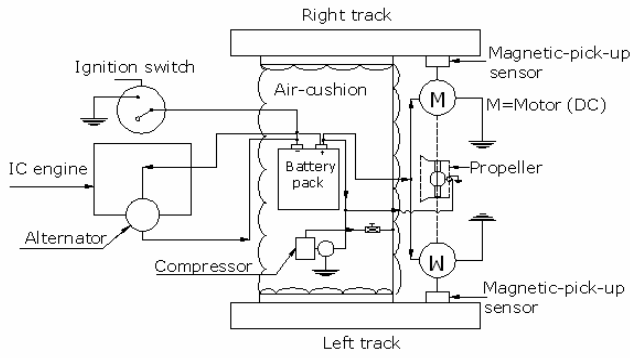 Right track
Ignition switch
Magnetic-pick-up
sensor
Air-cushion
M
M=Motor (DC)
IC engine
Battery
pack
Propeller
Alternator
Compressor
M
Magnetic-pick-up
sensor
Left track